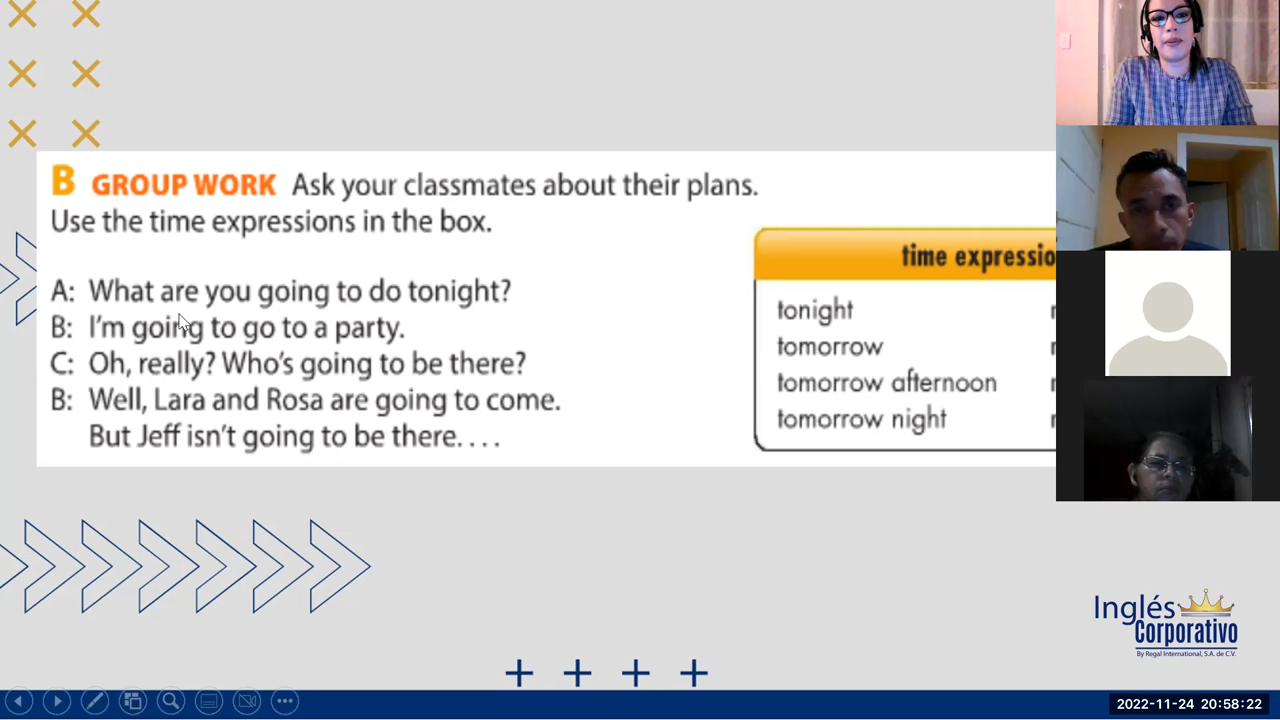 B GROUP WORK Ask your classmates about their plans.
Use the time expressions in the box.
A: What are you going to do tonight?
B: I'm going to go to a party.
C: Oh, really? Who's going to be there?
B: Well, Lara and Rosa are going to come.
But Jeff isn't going to be there. . . .
time
tonight
tomorrow
tomorrow afternoon
tomorrow night
Inglés
Corporativo
By Regal International, S.A. de C.V.
2022-11-24 20:58:22